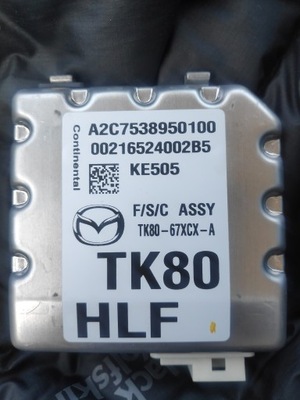 A2C7538950100
00216524002B5
Continental
KE505
F/S/C ASSY
TK80-67XCX-A
TK80
HLF